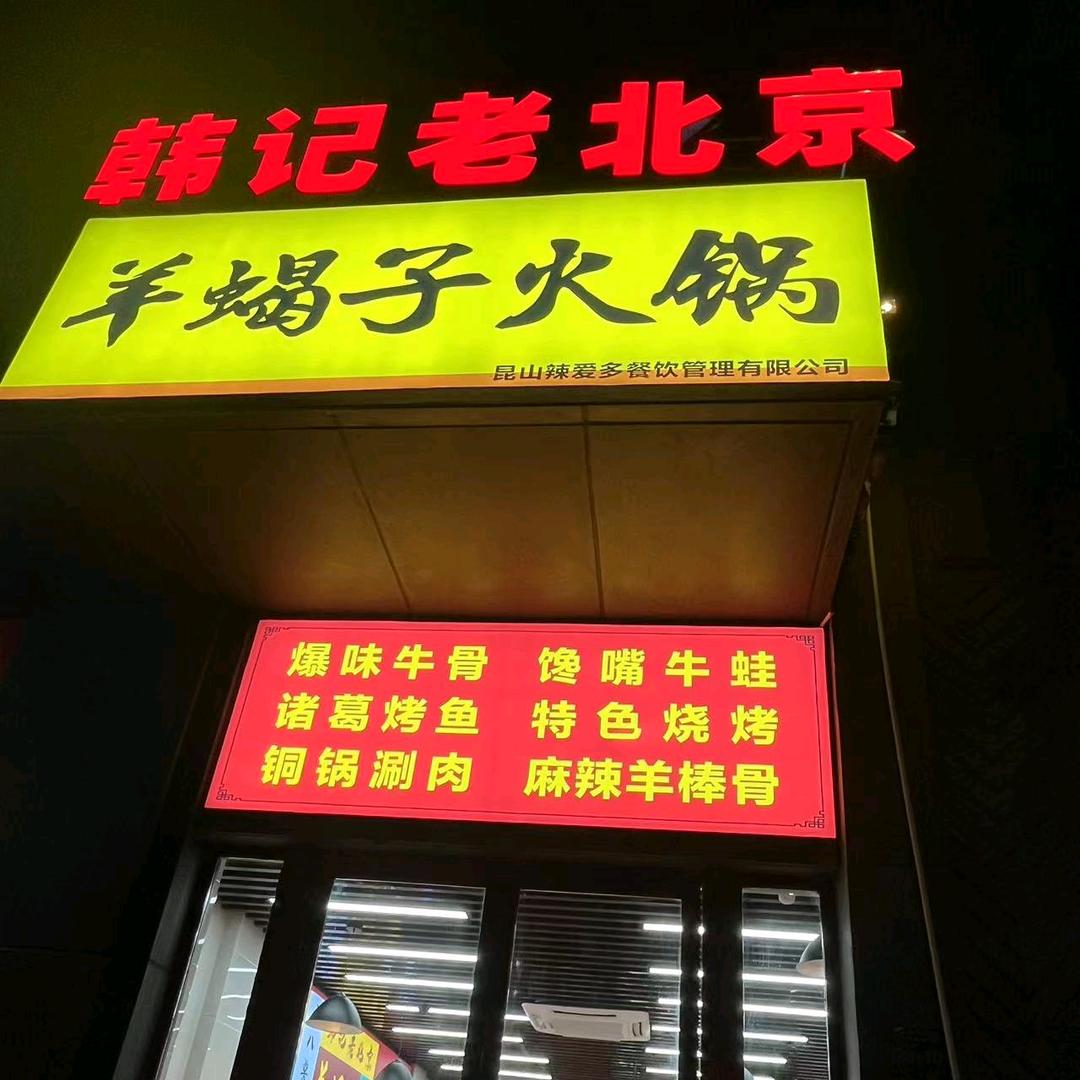 韩记老北京
羊蝎子火锅
昆山辣爱多餐饮管理有限公司
爆味牛骨 馋嘴牛蛙
诸葛烤鱼 特色烧烤
铜锅涮肉 麻辣羊棒骨